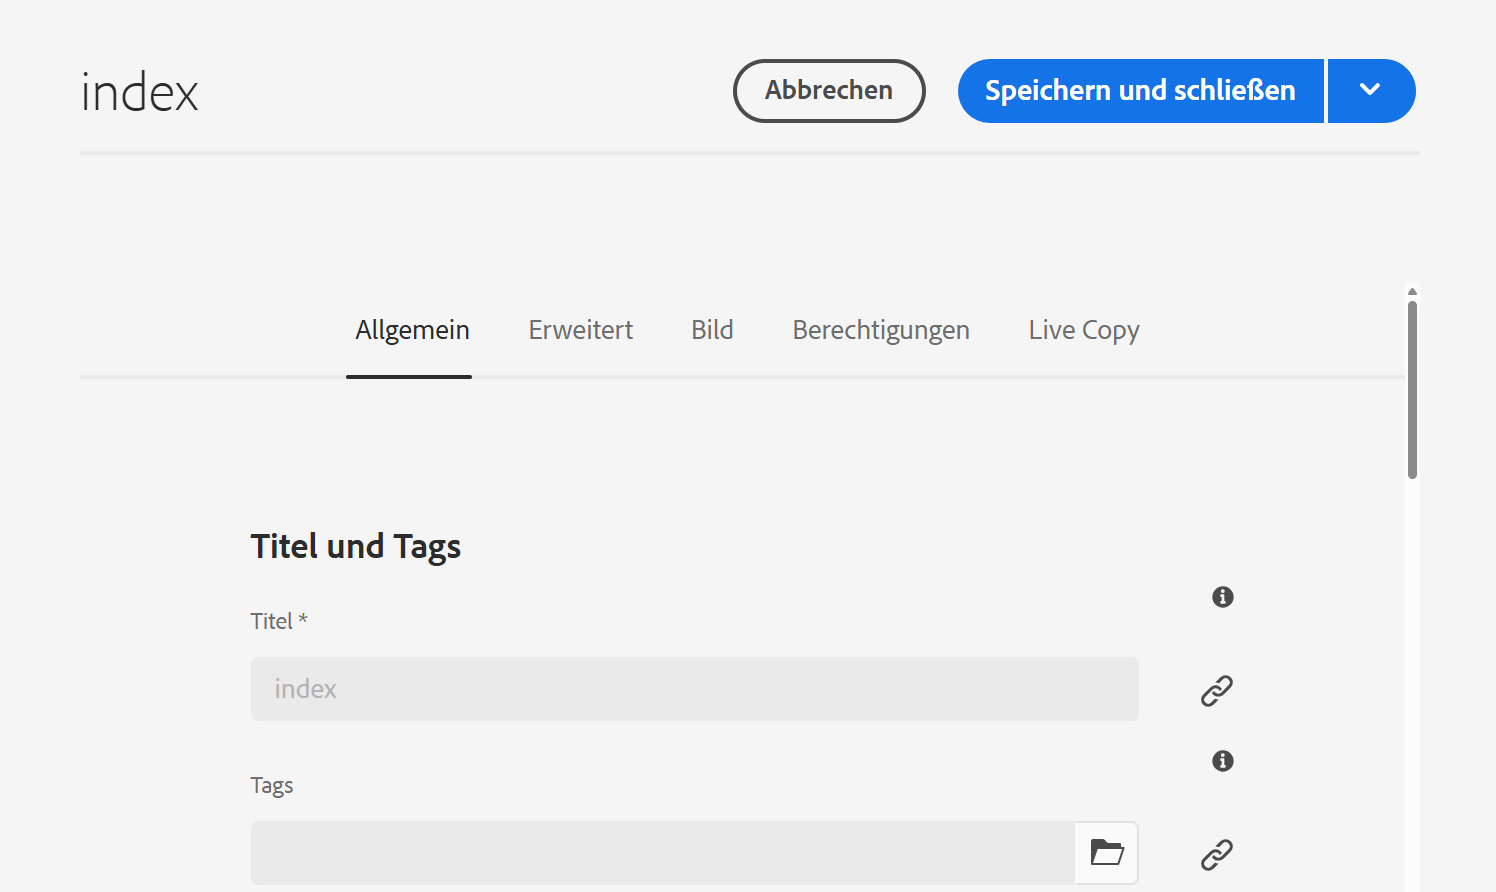 index
Abbrechen
Speichern und schließen
Allgemein
Erweitert
Bild
Berechtigungen
Live Copy
Titel und Tags
Titel *
index
Tags